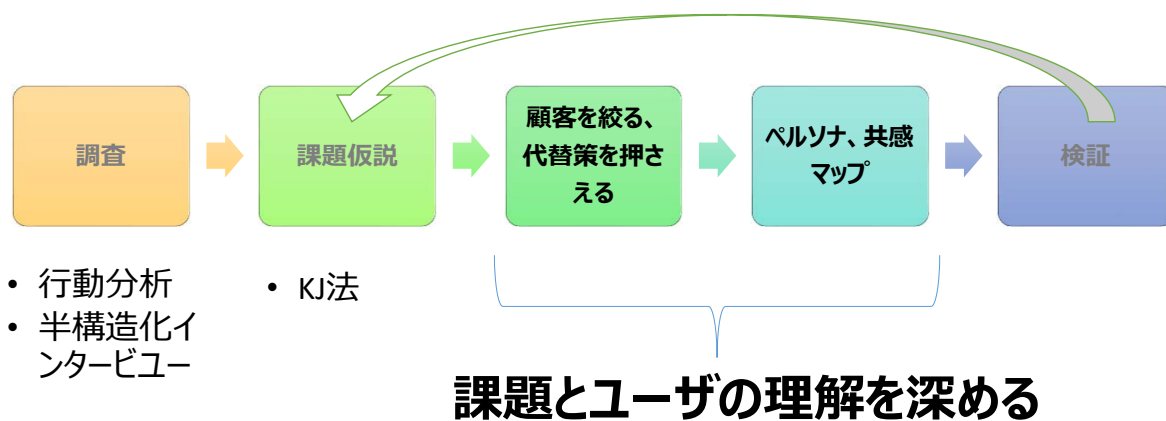 調査
課題仮説
顧客を絞る、
代替策を押さ
える
ペルソナ、共感
マップ
検証
• 行動分析
• 半構造化イ
ンタービユー
• KJ法
課題とユーザの理解を深める